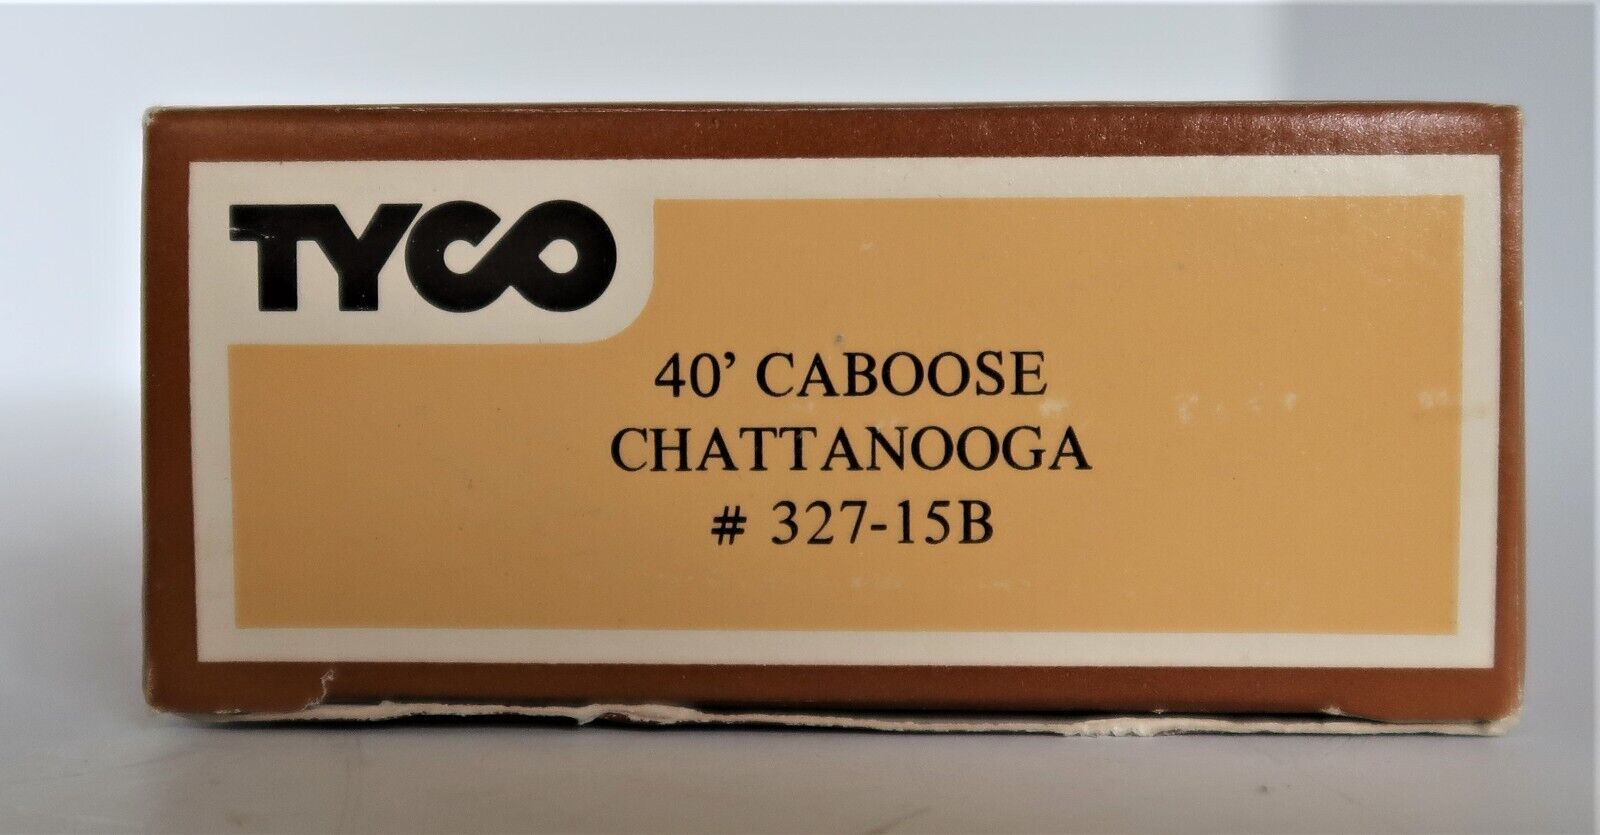 TYCO
40' CABOOSE
CHATTANOOGA
# 327-15B